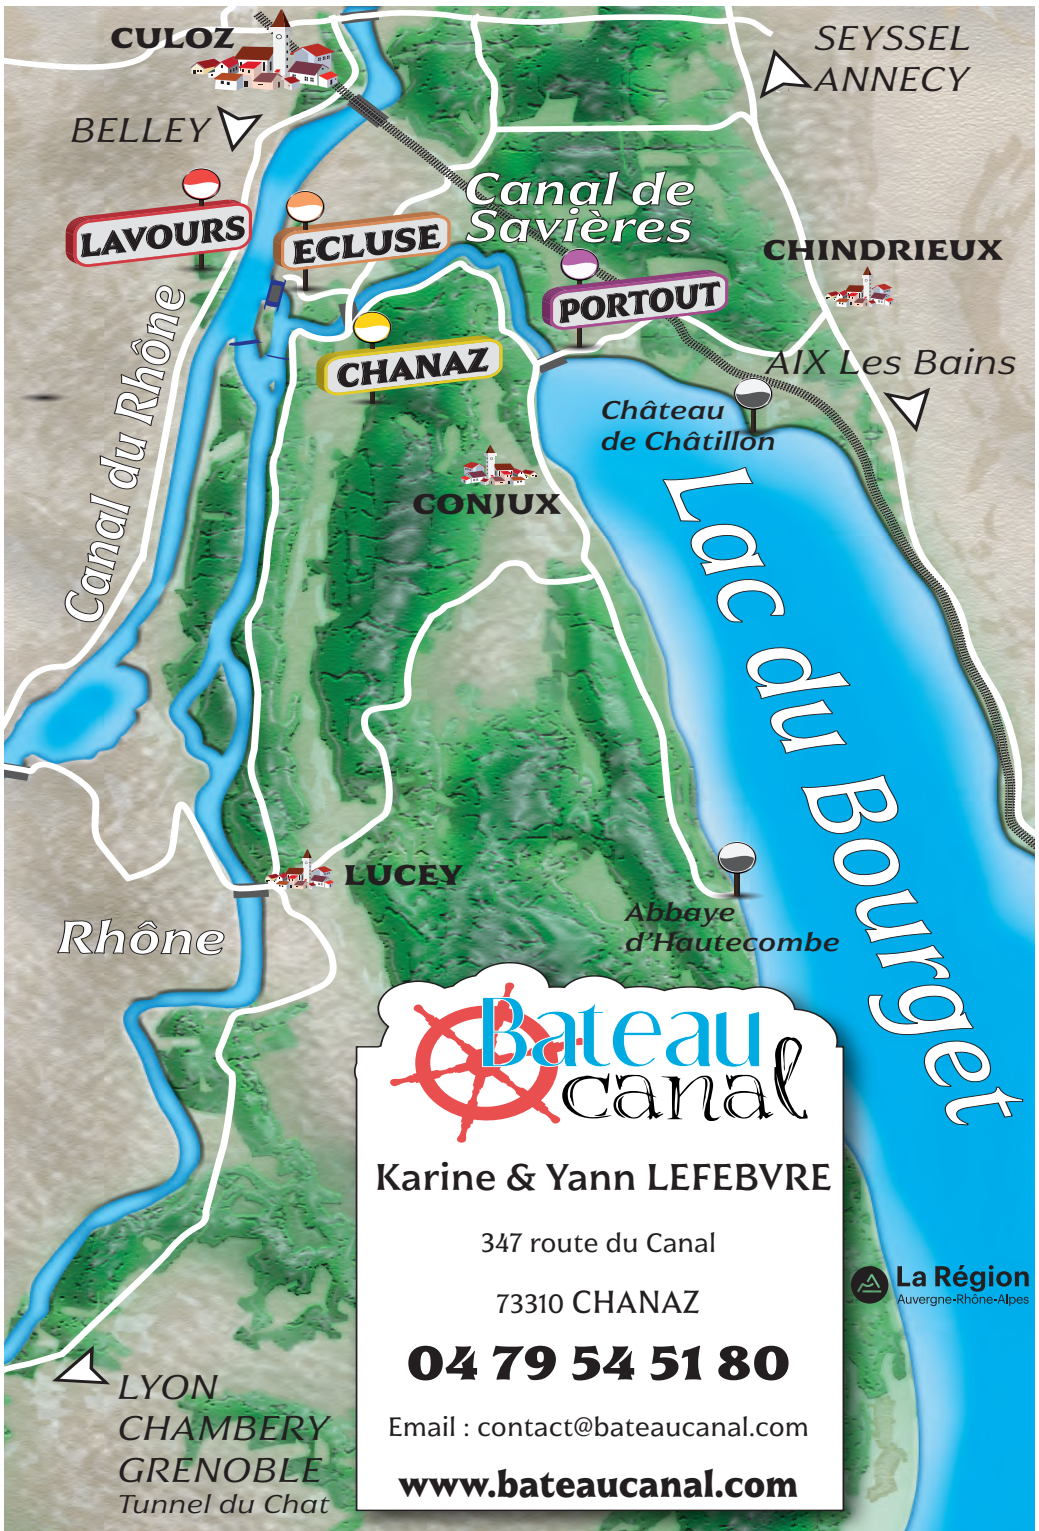 CULOZ
SEYSSEL
ANNECY
BELLEY
Canal de
Savières
LAVOURS
ECLUSE
CHINDRIEUX
PORTOUT
Canal du Rhône
CHANAZ
AIX Les Bains
Château
de Châtillon
CONJUX
Lac du Bourget
LUCEY
Rhône
Abbaye
d'Hautecombe
Bateau
canal
Karine & Yann LEFEBVRE
347 route du Canal
73310 CHANAZ
04 79 54 51 80
Email : contact@bateaucanal.com
www.bateaucanal.com
La Région
Auvergne-Rhône-Alpes
LYON
CHAMBERY
GRENOBLE
Tunnel du Chat